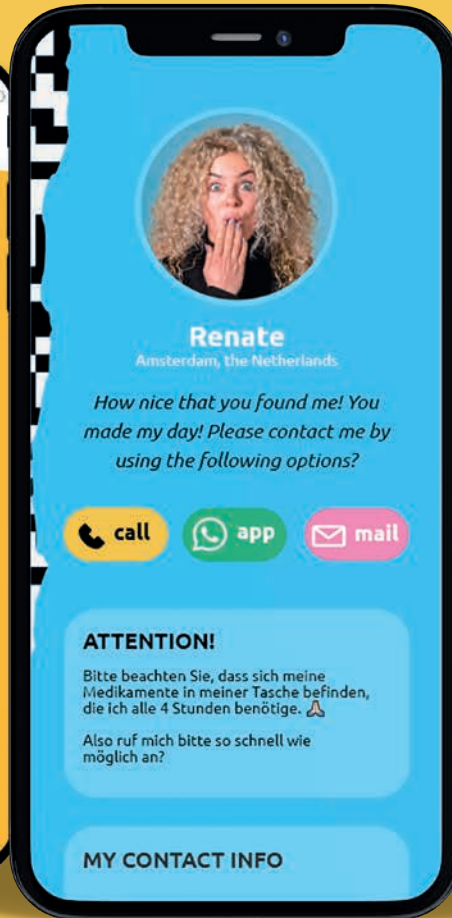 Renate
Amsterdam, the Netherlands
How nice that you found me! You
made my day! Please contact me by
using the following options?
call
app
mail
ATTENTION!
Bitte beachten Sie, dass sich meine
Medikamente in meiner Tasche befinden,
die ich alle 4 Stunden benötige. 🙏
Also ruf mich bitte so schnell wie
möglich an?
MY CONTACT INFO